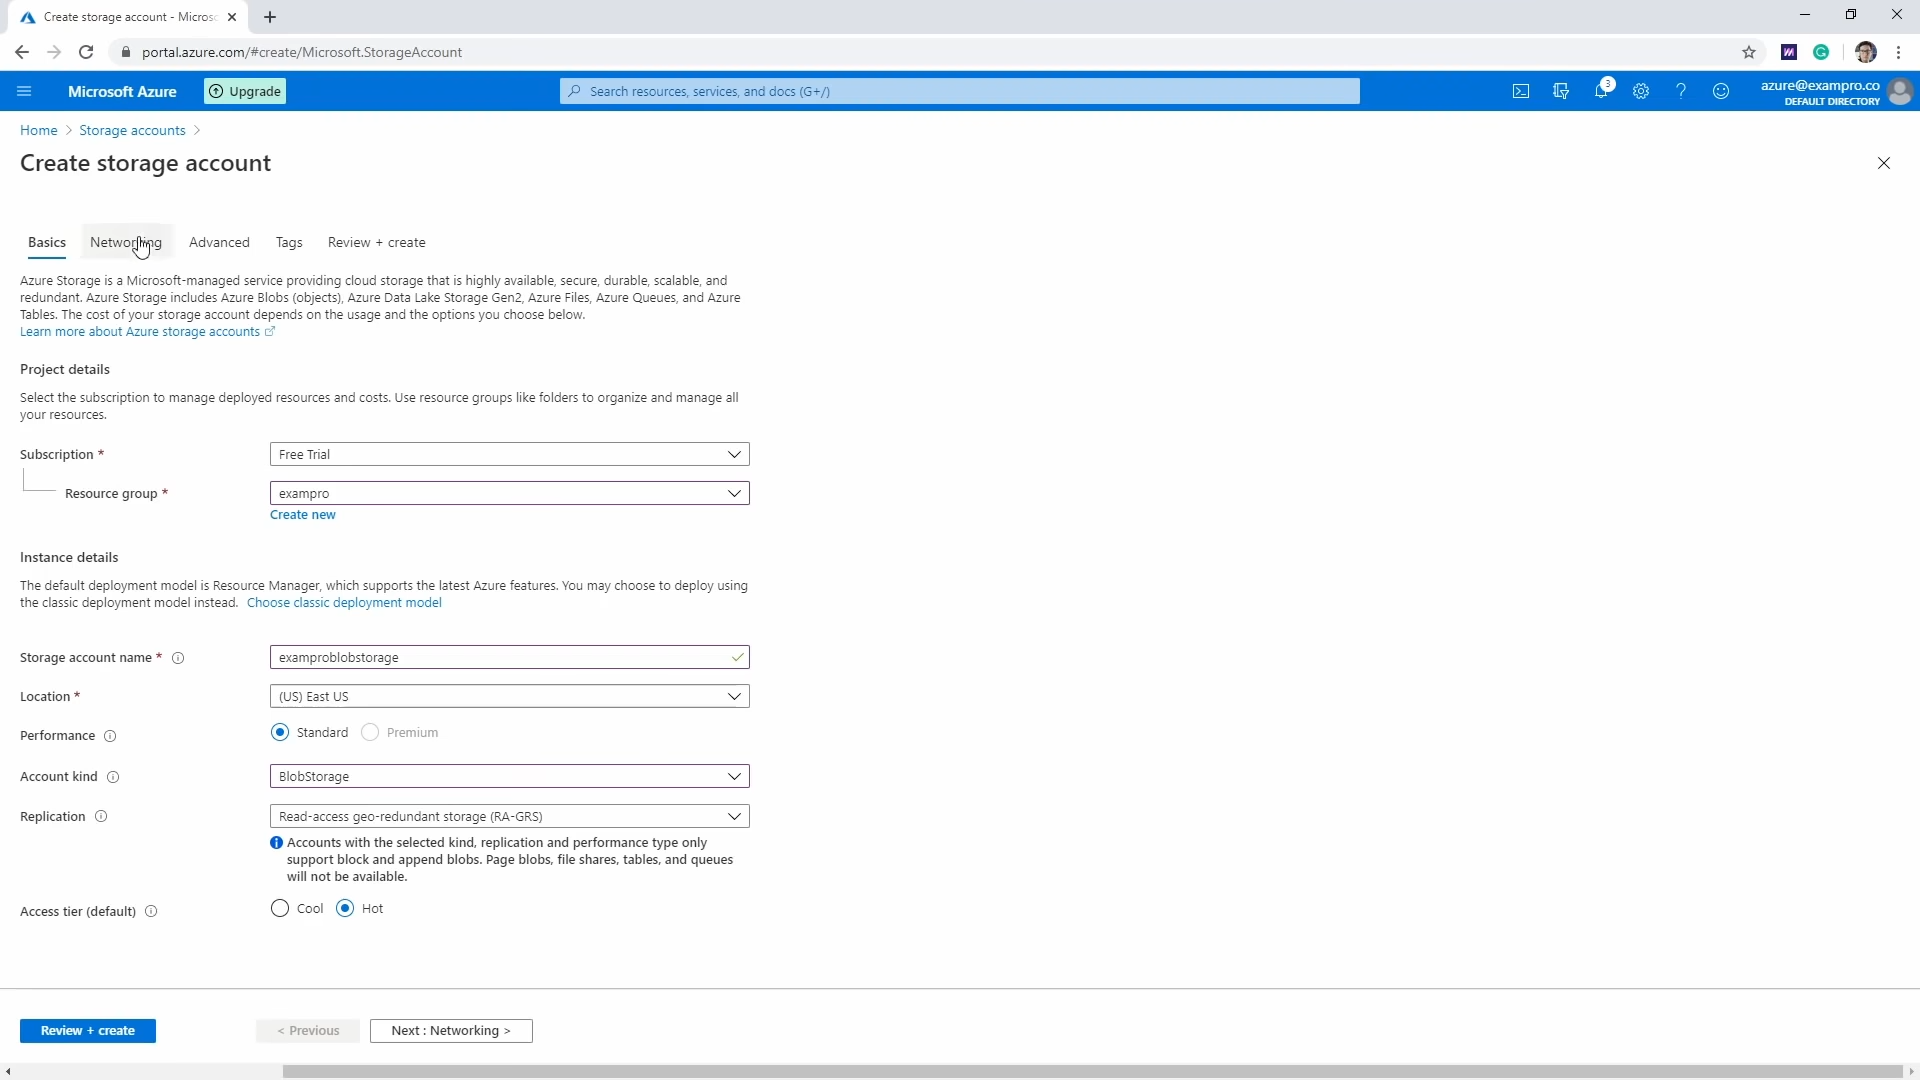 Create storage account - Micros
portal.azure.com/#create/Microsoft.StorageAccount
Microsoft Azure
Upgrade
Search resources, services, and docs (G+/)
3
azure@exampro.co
DEFAULT DIRECTORY
Home > Storage accounts >
Create storage account
Basics
Networking
Advanced
Tags
Review + create
Azure Storage is a Microsoft-managed service providing cloud storage that is highly available, secure, durable, scalable, and
redundant. Azure Storage includes Azure Blobs (objects), Azure Data Lake Storage Gen2, Azure Files, Azure Queues, and Azure
Tables. The cost of your storage account depends on the usage and the options you choose below.
Learn more about Azure storage accounts
Project details
Select the subscription to manage deployed resources and costs. Use resource groups like folders to organize and manage all
your resources.
Subscription *
Free Trial
Resource group *
exampro
Create new
Instance details
The default deployment model is Resource Manager, which supports the latest Azure features. You may choose to deploy using
the classic deployment model instead. Choose classic deployment model
Storage account name *
examproblobstorage
Location *
(US) East US
Performance
Standard
Premium
Account kind
BlobStorage
Replication
Read-access geo-redundant storage (RA-GRS)
Accounts with the selected kind, replication and performance type only
support block and append blobs. Page blobs, file shares, tables, and queues
will not be available.
Access tier (default)
Cool
Hot
Review + create
< Previous
Next : Networking >